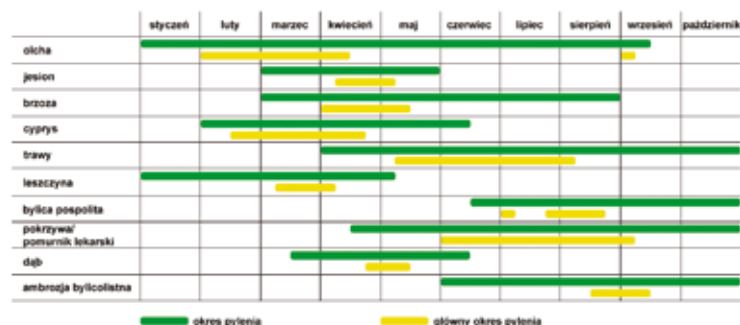 styczeń luty marzec kwiecień maj czerwiec lipiec sierpień wrzesień październik
olcha
jesion
brzoza
cyprys
trawy
leszczyna
bylica pospolita
pokrzywa/
pomurnik lekarski
dąb
ambrozja bylicolistna
okres pylenia główny okres pylenia